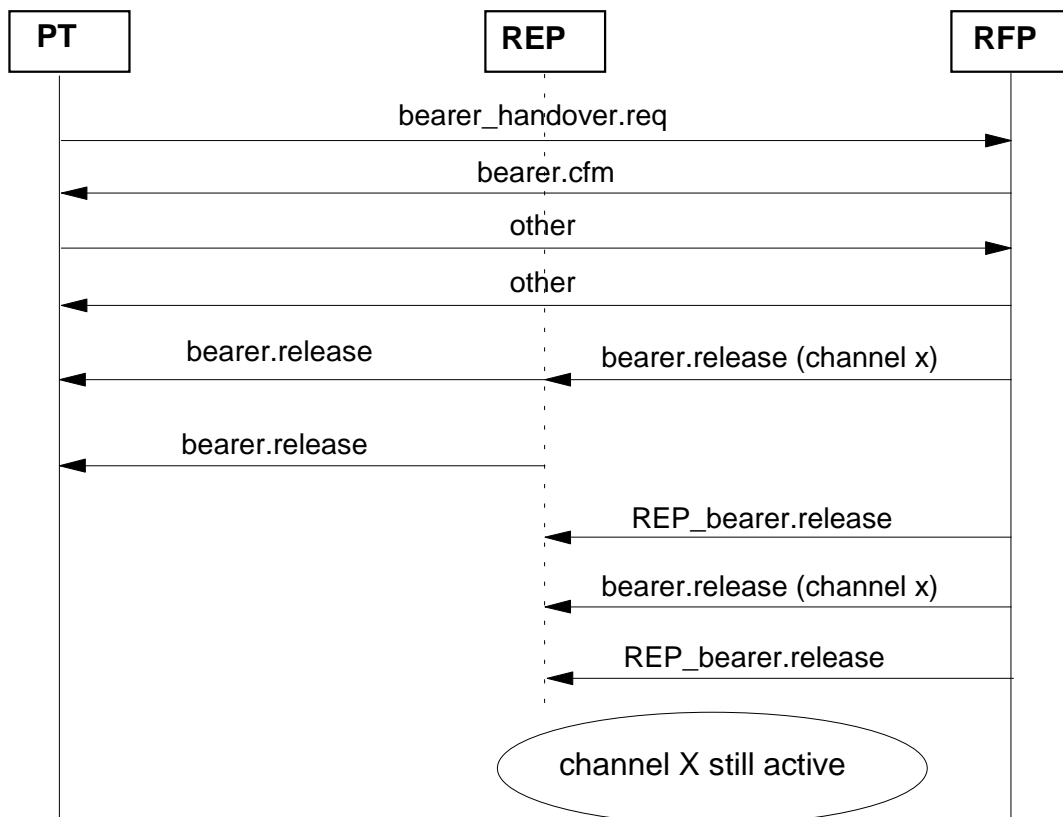 PT
REP
RFP
bearer_handover.req
bearer.cfm
other
other
bearer.release
bearer.release (channel x)
bearer.release
REP_bearer.release
bearer.release (channel x)
REP_bearer.release
channel X still active